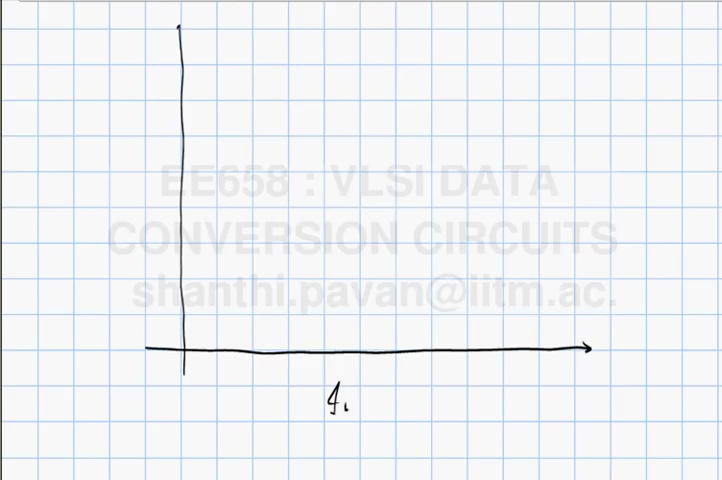 EE658 : VLSI DATA
CONVERSION CIRCUITS
shanthi.pavan@iitm.ac.